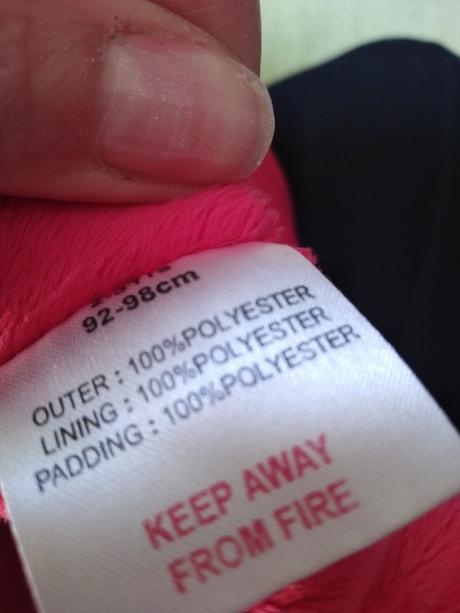 92-98cm
OUTER : 100%POLYESTER
LINING : 100%POLYESTER
PADDING : 100%POLYESTER
KEEP AWAY
FROM FIRE